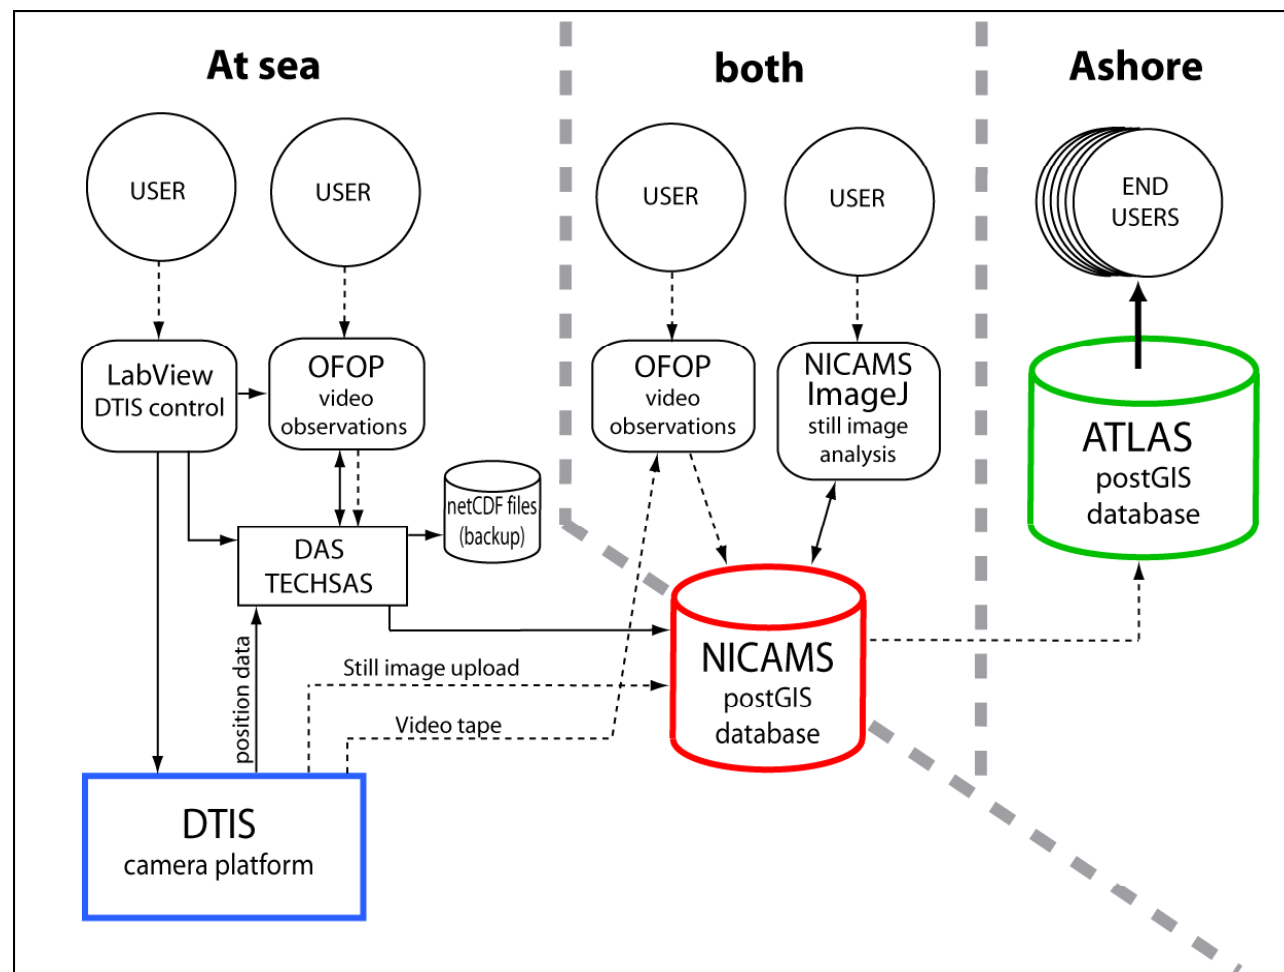 At sea
both
Ashore
USER
USER
USER
USER
END
USERS
LabView
DTIS control
OFOP
video
observations
OFOP
video
observations
NICAMS
ImageJ
still image
analysis
ATLAS
postGIS
database
netCDF files
(backup)
DAS
TECHSAS
position data
Still image upload
Video tape
NICAMS
postGIS
database
DTIS
camera platform